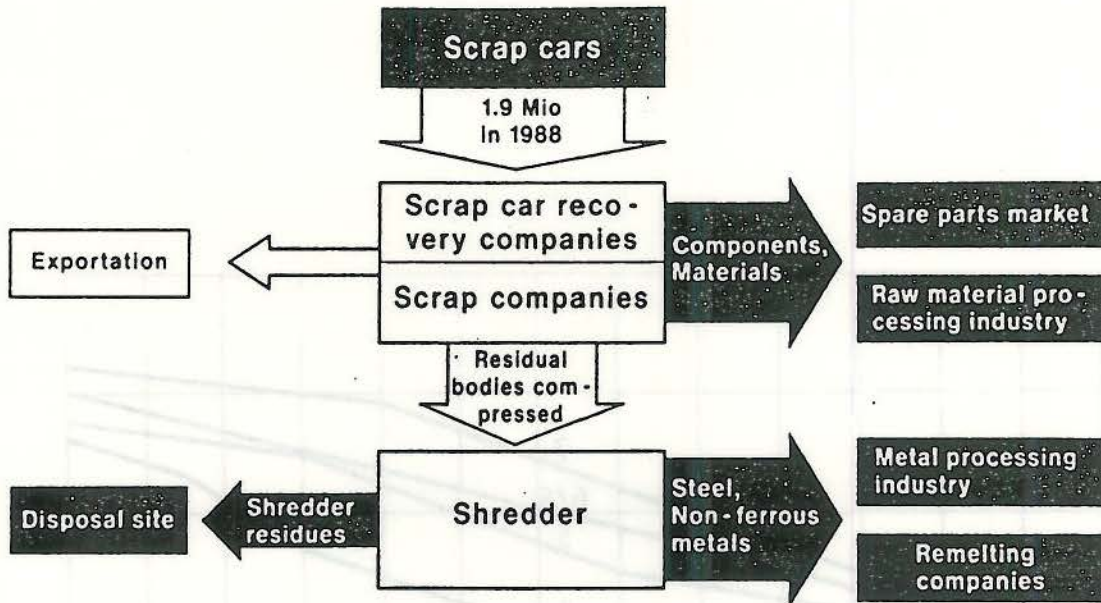 Scrap cars
1.9 Mio
in 1988
Scrap car reco-
very companies
Scrap companies
Exportation
Components,
Materials
Spare parts market
Raw material pro-
cessing industry
Residual
bodies com-
pressed
Shredder
Shredder
residues
Disposal site
Steel,
Non-ferrous
metals
Metal processing
industry
Remelting
companies